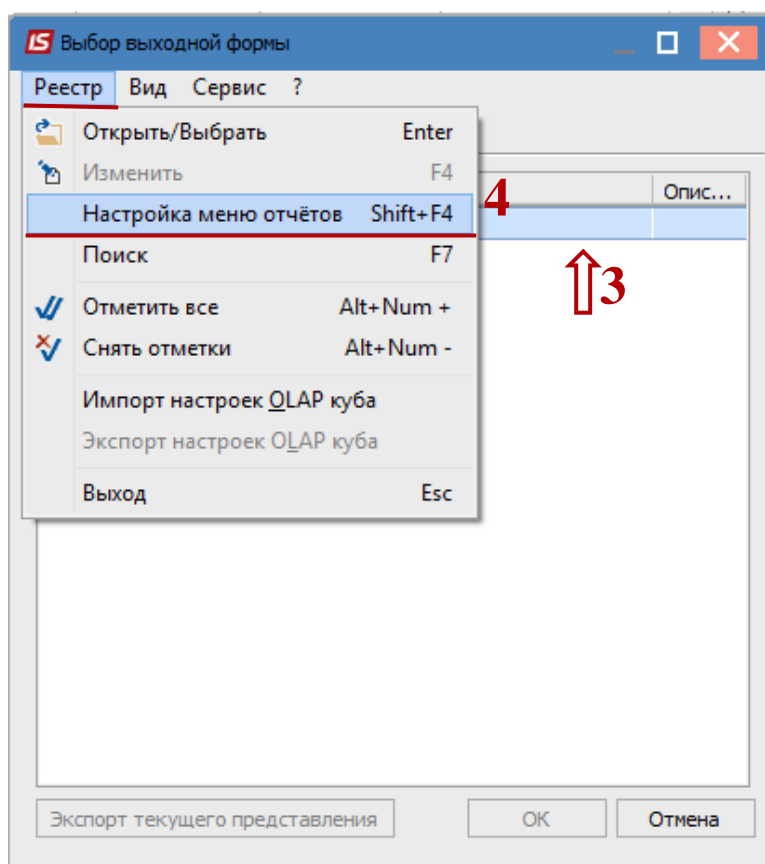 IS Выбор выходной формы
Реестр Вид Сервис ?
Открыть/Выбрать Enter
Изменить F4
Опис...
Настройка меню отчётов Shift+F4 4
Поиск F7
3
Отметить все Alt+Num +
Снять отметки Alt+Num -
Импорт настроек OLAP куба
Экспорт настроек OLAP куба
Выход Esc
Экспорт текущего представления OK Отмена